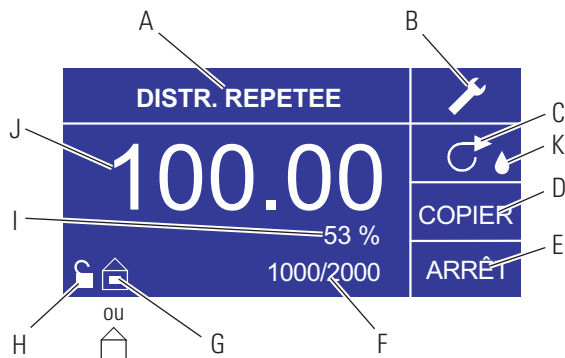 A
B
DISTR. REPETEE
J
100.00
C
K
I
53 %
COPIER
D
1000/2000
ARRÊT
E
H
ou
G
F